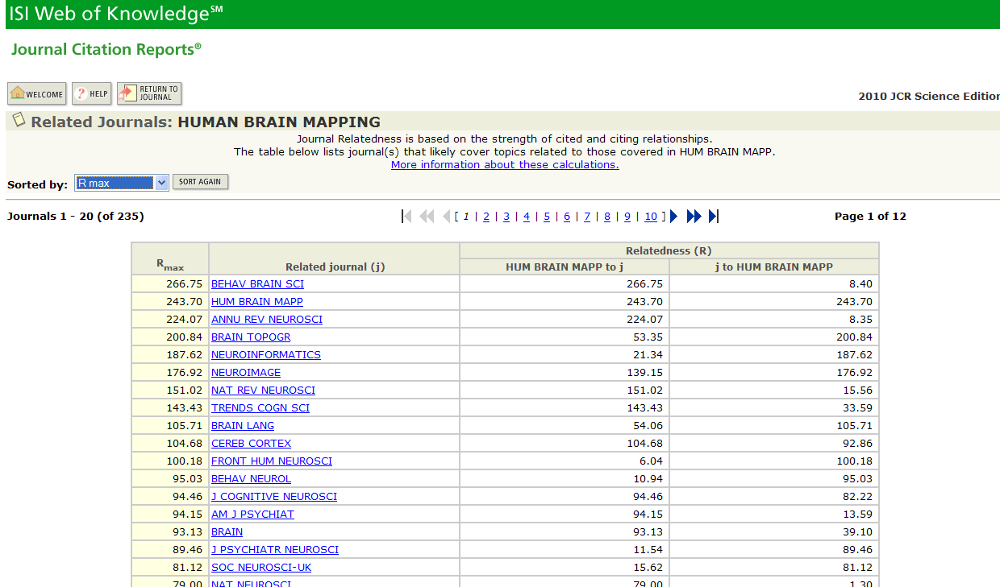 ISI Web of Knowledge℠
Journal Citation Reports®
WELCOME ? HELP RETURN TO JOURNAL
2010 JCR Science Edition
Related Journals: HUMAN BRAIN MAPPING
Journal Relatedness is based on the strength of cited and citing relationships.
The table below lists journal(s) that likely cover topics related to those covered in HUM BRAIN MAPP.
More information about these calculations.
Sorted by: R max SORT AGAIN
Journals 1 - 20 (of 235) [ 1 | 2 | 3 | 4 | 5 | 6 | 7 | 8 | 9 | 10 ] Page 1 of 12
Rmax Related journal (j) Relatedness (R)
HUM BRAIN MAPP to j j to HUM BRAIN MAPP
266.75 BEHAV BRAIN SCI 266.75 8.40
243.70 HUM BRAIN MAPP 243.70 243.70
224.07 ANNU REV NEUROSCI 224.07 8.35
200.84 BRAIN TOPOGR 53.35 200.84
187.62 NEUROINFORMATICS 21.34 187.62
176.92 NEUROIMAGE 139.15 176.92
151.02 NAT REV NEUROSCI 151.02 15.56
143.43 TRENDS COGN SCI 143.43 33.59
105.71 BRAIN LANG 54.06 105.71
104.68 CEREB CORTEX 104.68 92.86
100.18 FRONT HUM NEUROSCI 6.04 100.18
95.03 BEHAV NEUROL 10.94 95.03
94.46 J COGNITIVE NEUROSCI 94.46 82.22
94.15 AM J PSYCHIAT 94.15 13.59
93.13 BRAIN 93.13 39.10
89.46 J PSYCHIATR NEUROSCI 11.54 89.46
81.12 SOC NEUROSCI-UK 15.62 81.12
79.00 NAT NEUROSCI 79.00 1.30